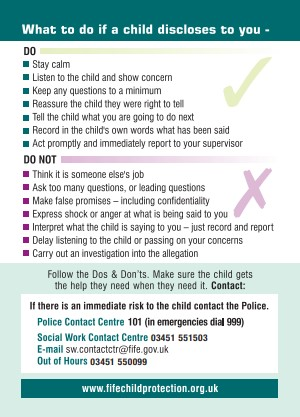 What to do if a child discloses to you -
DO
Stay calm
Listen to the child and show concern
Keep any questions to a minimum
Reassure the child they were right to tell
Tell the child what you are going to do next
Record in the child's own words what has been said
Act promptly and immediately report to your supervisor
DO NOT
Think it is someone else's job
Ask too many questions, or leading questions
Make false promises – including confidentiality
Express shock or anger at what is being said to you
Interpret what the child is saying to you – just record and report
Delay listening to the child or passing on your concerns
Carry out an investigation into the allegation
Follow the Dos & Don'ts. Make sure the child gets
the help they need when they need it. Contact:
If there is an immediate risk to the child contact the Police.
Police Contact Centre 101 (in emergencies dial 999)
Social Work Contact Centre 03451 551503
E-mail sw.contactctr@fife.gov.uk
Out of Hours 03451 550099
www.fifechildprotection.org.uk